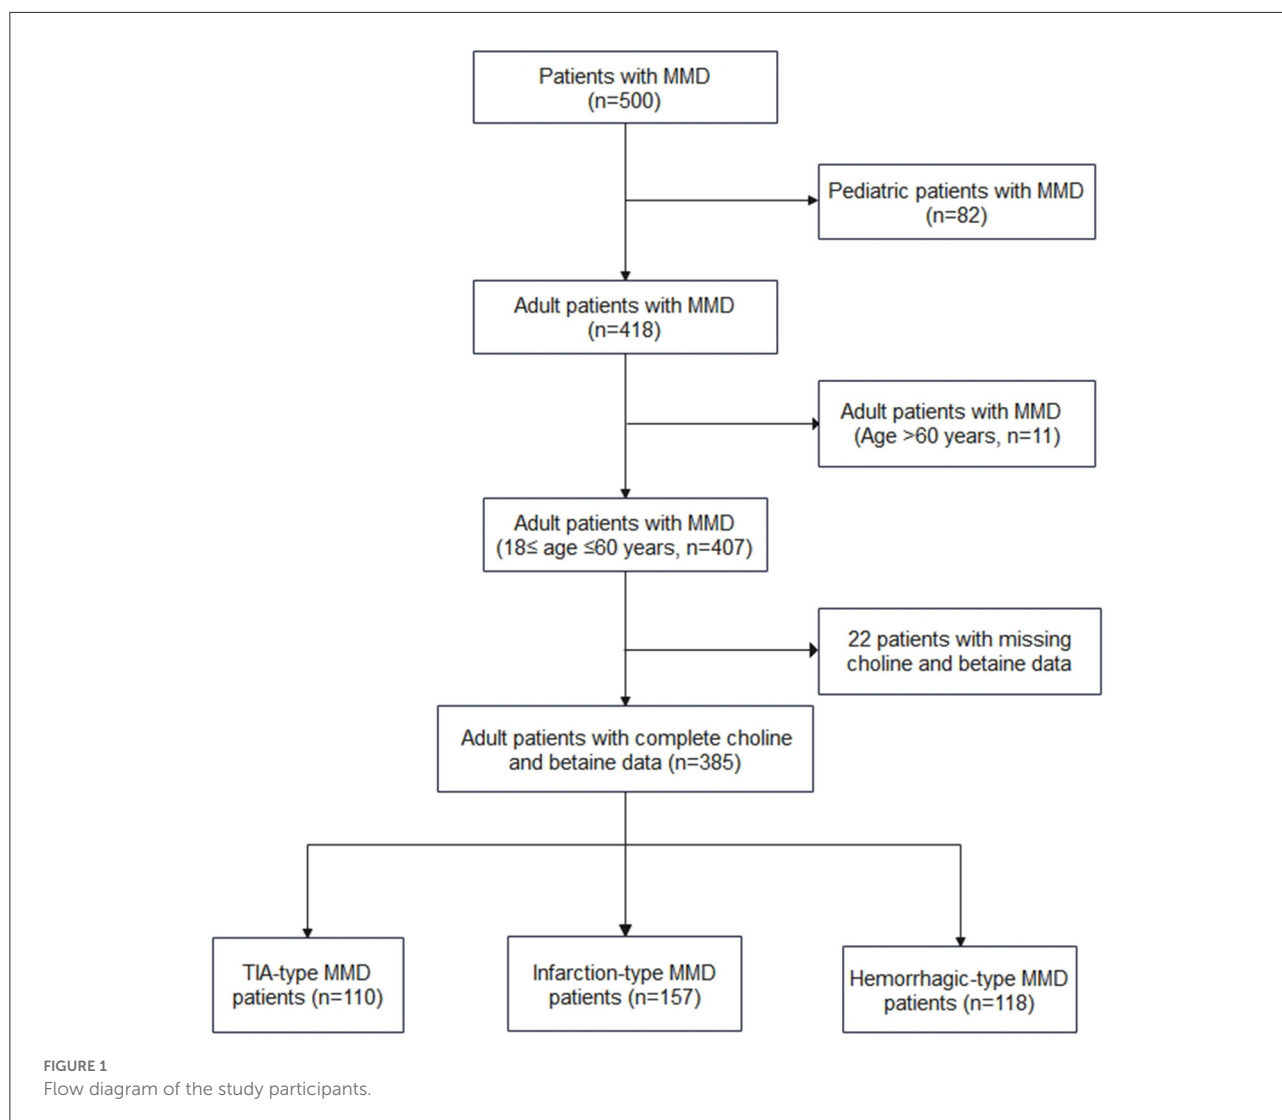 Patients with MMD
(n=500)
Pediatric patients with MMD
(n=82)
Adult patients with MMD
(n=418)
Adult patients with MMD
(Age >60 years, n=11)
Adult patients with MMD
(18≤ age ≤60 years, n=407)
22 patients with missing
choline and betaine data
Adult patients with complete choline
and betaine data (n=385)
TIA-type MMD
patients (n=110)
Infarction-type MMD
patients (n=157)
Hemorrhagic-type MMD
patients (n=118)
FIGURE 1
Flow diagram of the study participants.